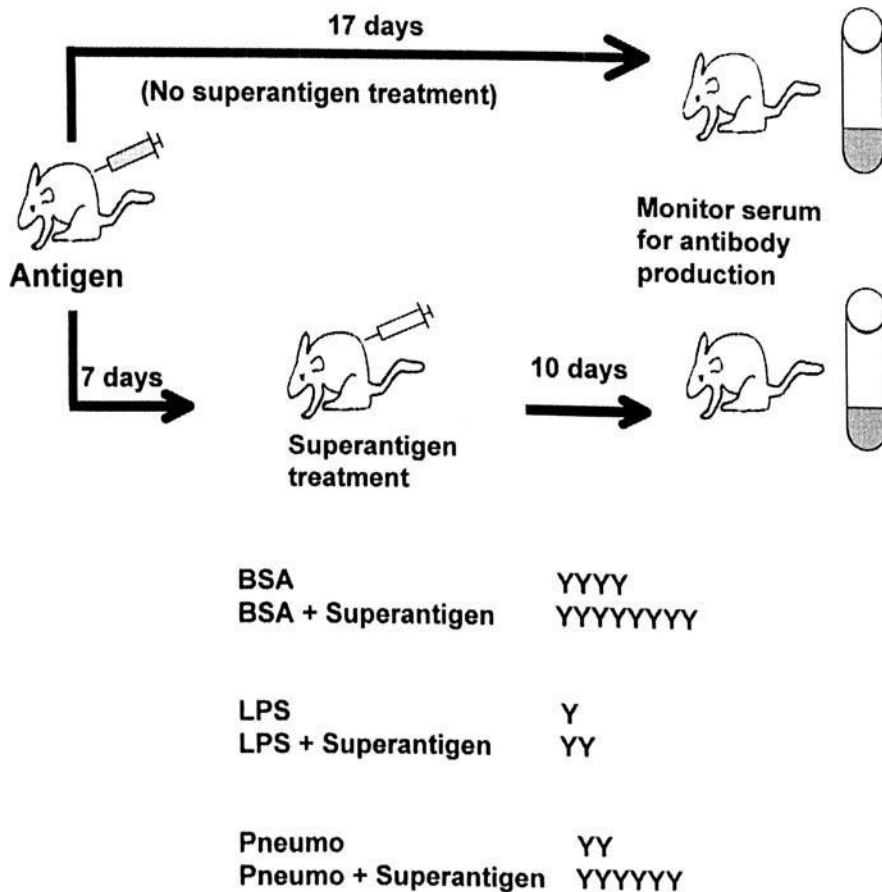 17 days
(No superantigen treatment)
Antigen
Monitor serum
for antibody
production
7 days
Superantigen
treatment
10 days
BSA YYYY
BSA + Superantigen YYYYYYYY
LPS Y
LPS + Superantigen YY
Pneumo YY
Pneumo + Superantigen YYYYYY